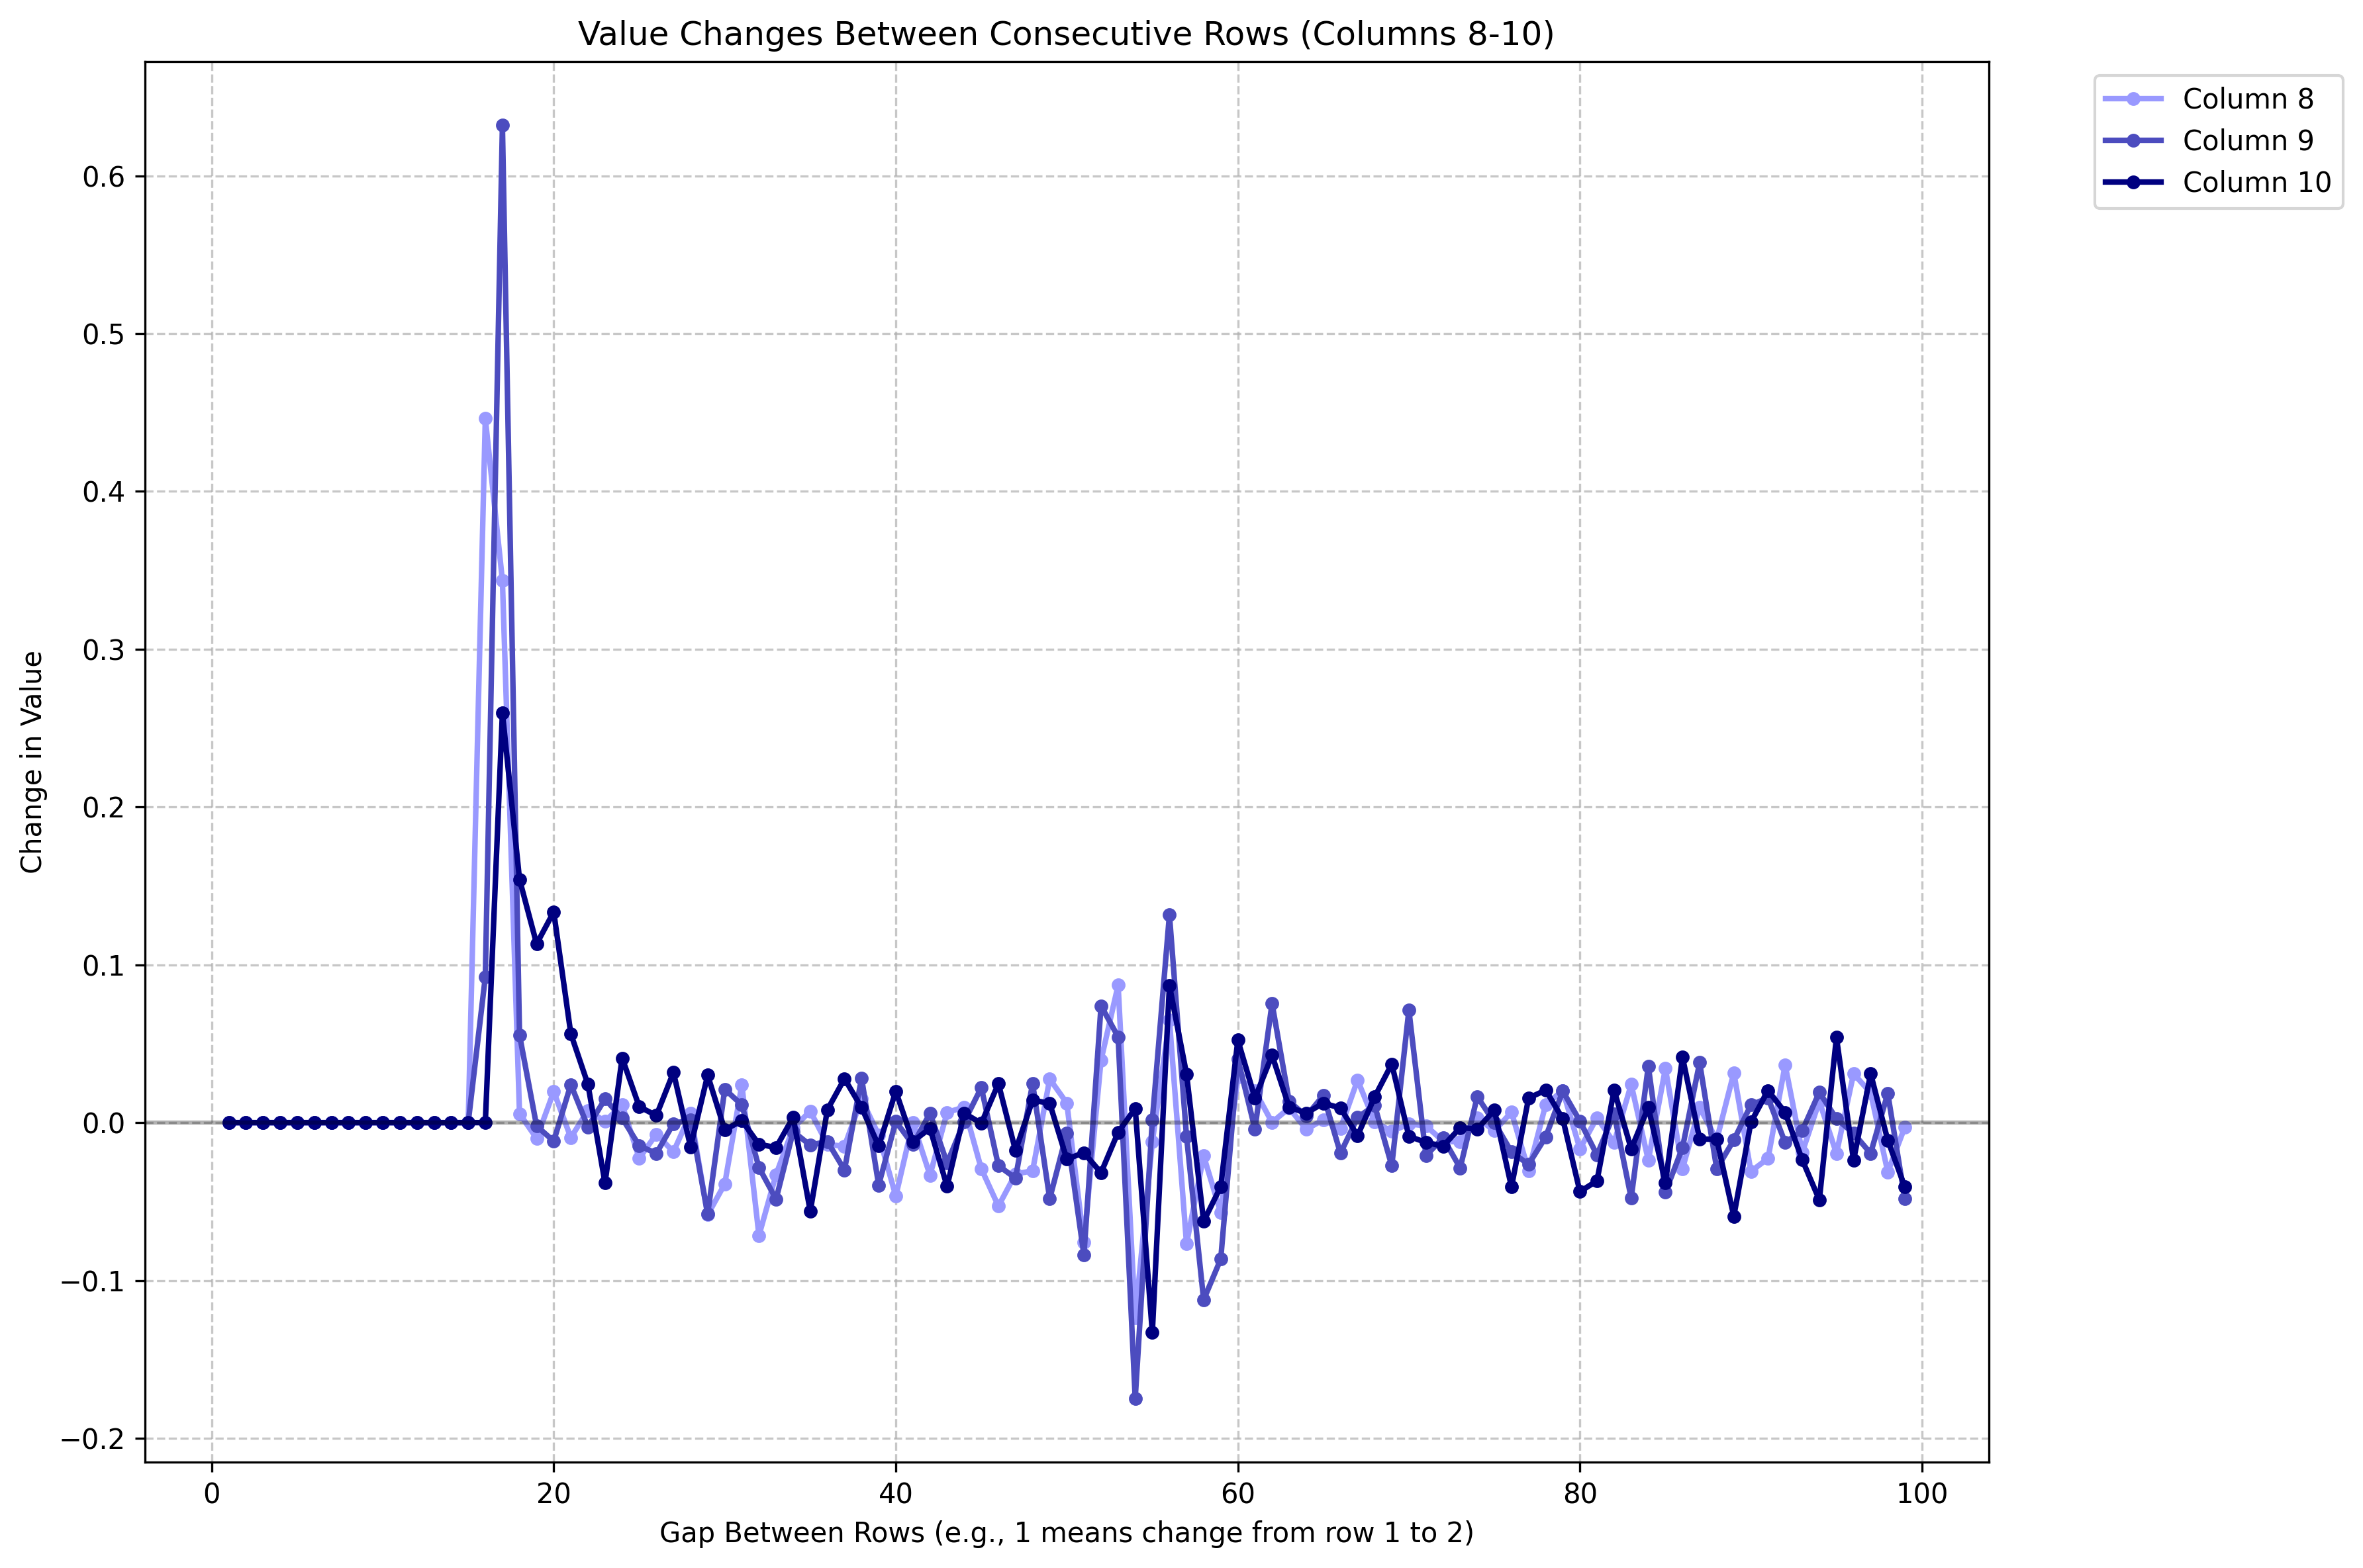 Value Changes Between Consecutive Rows (Columns 8-10)
Column 8
Column 9
Column 10
Change in Value
0.6
0.5
0.4
0.3
0.2
0.1
0.0
−0.1
−0.2
0 20 40 60 80 100
Gap Between Rows (e.g., 1 means change from row 1 to 2)